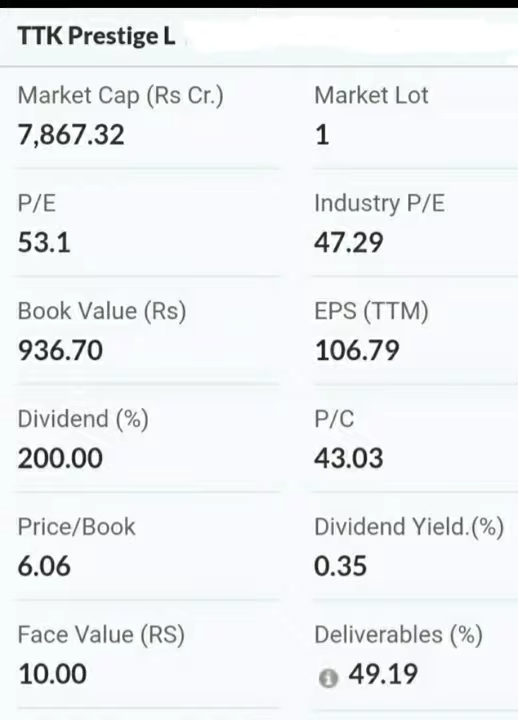 TTK Prestige L
Market Cap (Rs Cr.) Market Lot
7,867.32 1
P/E Industry P/E
53.1 47.29
Book Value (Rs) EPS (TTM)
936.70 106.79
Dividend (%) P/C
200.00 43.03
Price/Book Dividend Yield.(%)
6.06 0.35
Face Value (RS) Deliverables (%)
10.00 49.19